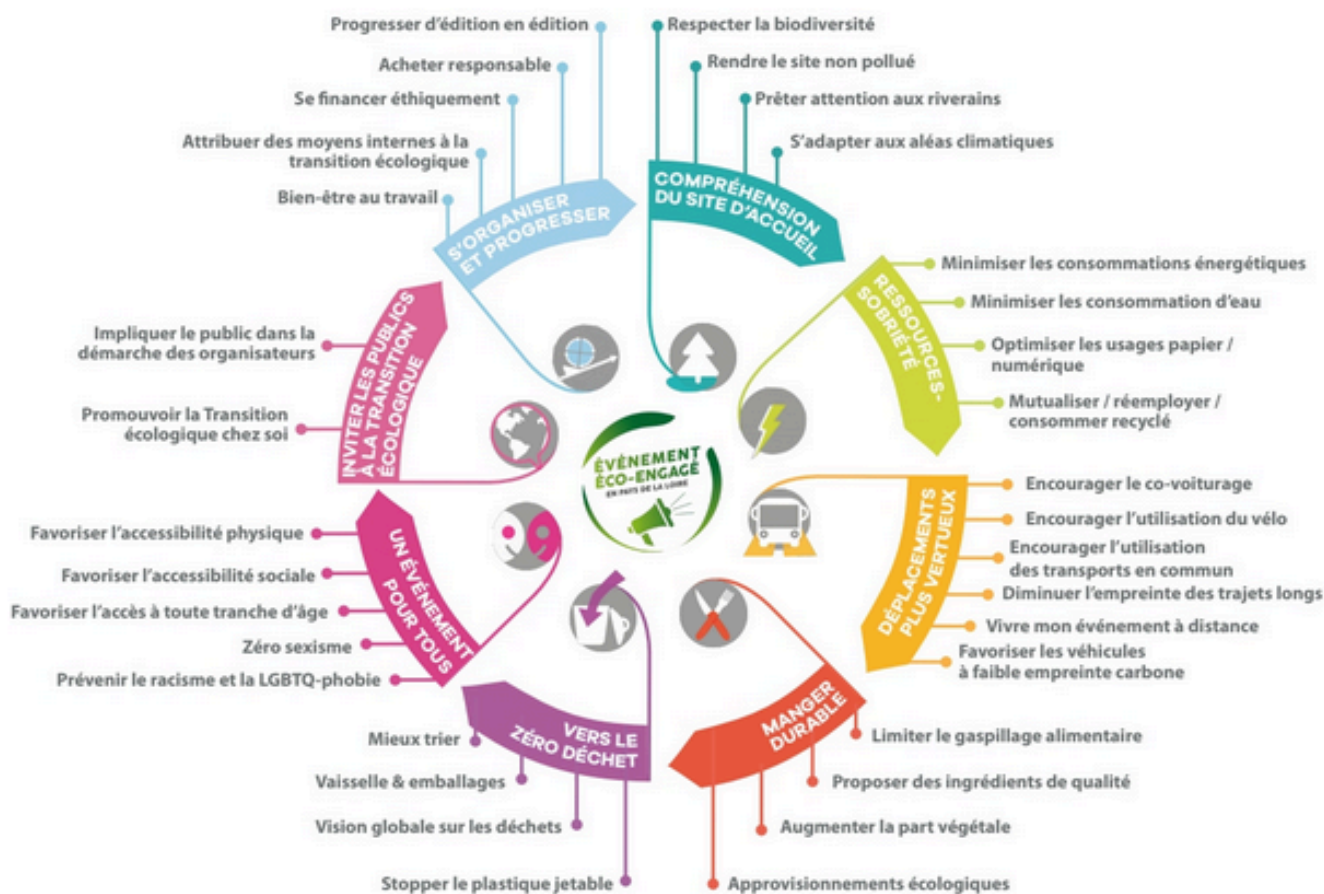 Progresser d'édition en édition
Acheter responsable
Se financer éthiquement
Attribuer des moyens internes à la
transition écologique
Bien-être au travail
S'ORGANISER
ET PROGRESSER
Respecter la biodiversité
Rendre le site non pollué
Prêter attention aux riverains
S'adapter aux aléas climatiques
COMPRÉHENSION
DU SITE D'ACCUEIL
Minimiser les consommations énergétiques
Minimiser les consommation d'eau
Optimiser les usages papier /
numérique
Mutualiser / réemployer /
consommer recyclé
RESSOURCES-
SOBRIÉTÉ
Encourager le co-voiturage
Encourager l'utilisation du vélo
Encourager l'utilisation
des transports en commun
Diminuer l'empreinte des trajets longs
Vivre mon événement à distance
Favoriser les véhicules
à faible empreinte carbone
DÉPLACEMENTS
PLUS VERTUEUX
Limiter le gaspillage alimentaire
Proposer des ingrédients de qualité
Augmenter la part végétale
Approvisionnements écologiques
MANGER
DURABLE
Mieux trier
Vaisselle & emballages
Vision globale sur les déchets
Stopper le plastique jetable
VERS LE
ZÉRO DÉCHET
Favoriser l'accessibilité physique
Favoriser l'accessibilité sociale
Favoriser l'accès à toute tranche d'âge
Zéro sexisme
Prévenir le racisme et la LGBTQ-phobie
UN ÉVÉNEMENT
POUR TOUS
Impliquer le public dans la
démarche des organisateurs
Promouvoir la Transition
écologique chez soi
INVITER LES PUBLICS
À LA TRANSITION
ÉCOLOGIQUE
ÉVÉNEMENT
ÉCO-ENGAGÉ
EN PAYS DE LA LOIRE